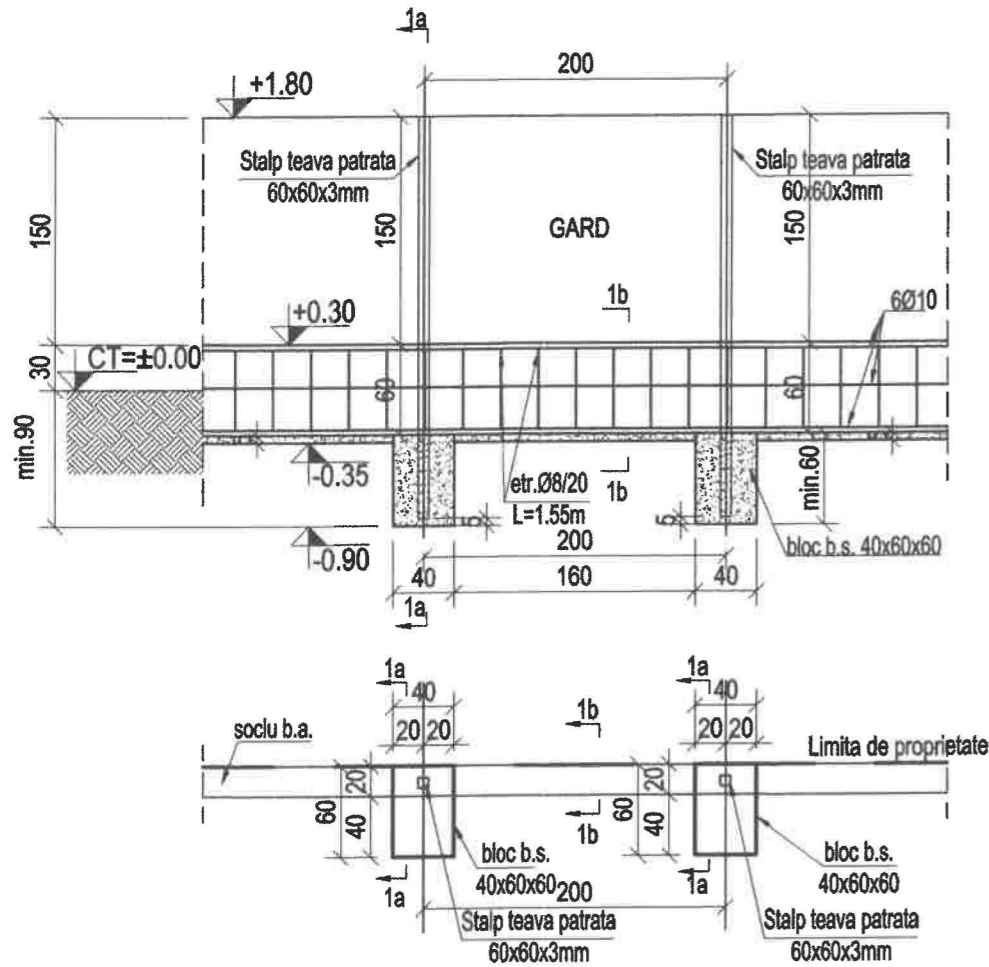 1a
200
+1.80
Stalp teava patrata
60x60x3mm
Stalp teava patrata
60x60x3mm
150
150
150
GARD
1b
6Ø10
+0.30
CT=±0.00
30
60
60
min.90
-0.35
etr.Ø8/20
L=1.55m
1b
min.60
5
5
bloc b.s. 40x60x60
-0.90
200
40
160
40
1a
1a
40
1a
40
20
20
1b
20
20
soclu b.a.
Limita de proprietate
60
20
40
60
20
40
1b
1a
bloc b.s.
40x60x60
1a
bloc b.s.
40x60x60
200
Stalp teava patrata
60x60x3mm
Stalp teava patrata
60x60x3mm